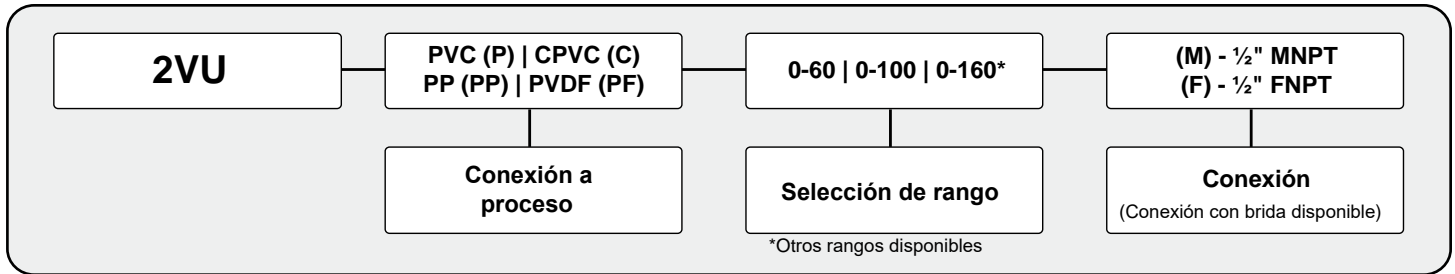 2VU
PVC (P) | CPVC (C)
PP (PP) | PVDF (PF)
0-60 | 0-100 | 0-160*
(M) - ½" MNPT
(F) - ½" FNPT
Conexión a
proceso
Selección de rango
Conexión
(Conexión con brida disponible)
*Otros rangos disponibles